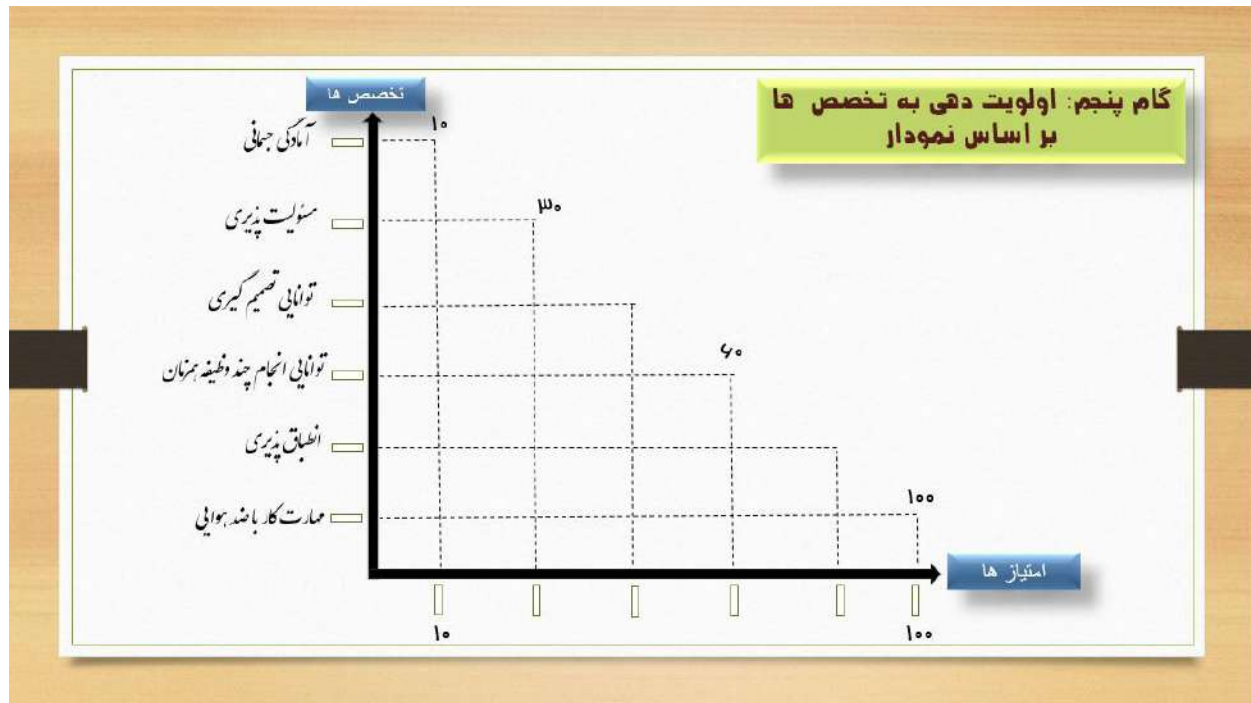 گام پنجم: اولویت دهی به تخصص ها
بر اساس نمودار
تخصص ها
۱۰
آمادگی جسمانی
۳۰
مسئولیت پذیری
توانایی تصمیم گیری
۶۰
توانایی انجام چند وظیفه همزمان
انطباق پذیری
۱۰۰
مهارت کار با ضد هوایی
امتیاز ها
۱۰
۱۰۰